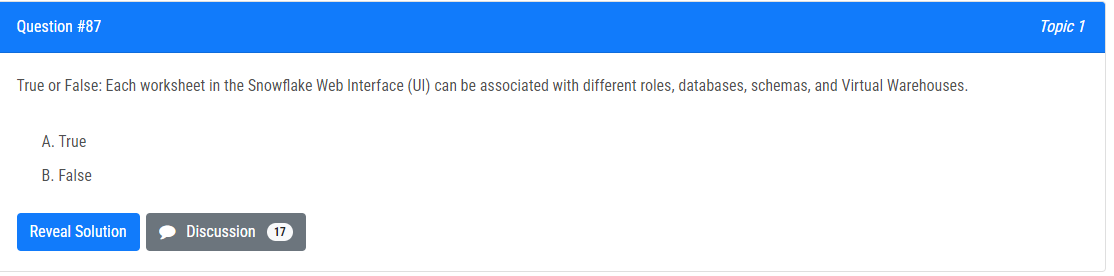 Question #87
Topic 1
True or False: Each worksheet in the Snowflake Web Interface (UI) can be associated with different roles, databases, schemas, and Virtual Warehouses.
A. True
B. False
Reveal Solution
Discussion 17